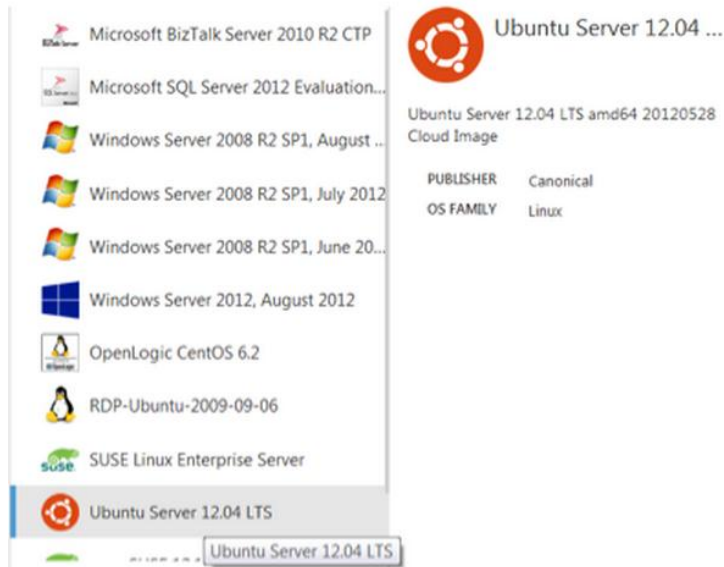 Microsoft BizTalk Server 2010 R2 CTP
Microsoft SQL Server 2012 Evaluation...
Windows Server 2008 R2 SP1, August ...
Windows Server 2008 R2 SP1, July 2012
Windows Server 2008 R2 SP1, June 20...
Windows Server 2012, August 2012
OpenLogic CentOS 6.2
RDP-Ubuntu-2009-09-06
SUSE Linux Enterprise Server
Ubuntu Server 12.04 LTS
Ubuntu Server 12.04 LTS
Ubuntu Server 12.04 ...
Ubuntu Server 12.04 LTS amd64 20120528
Cloud Image
PUBLISHER Canonical
OS FAMILY Linux